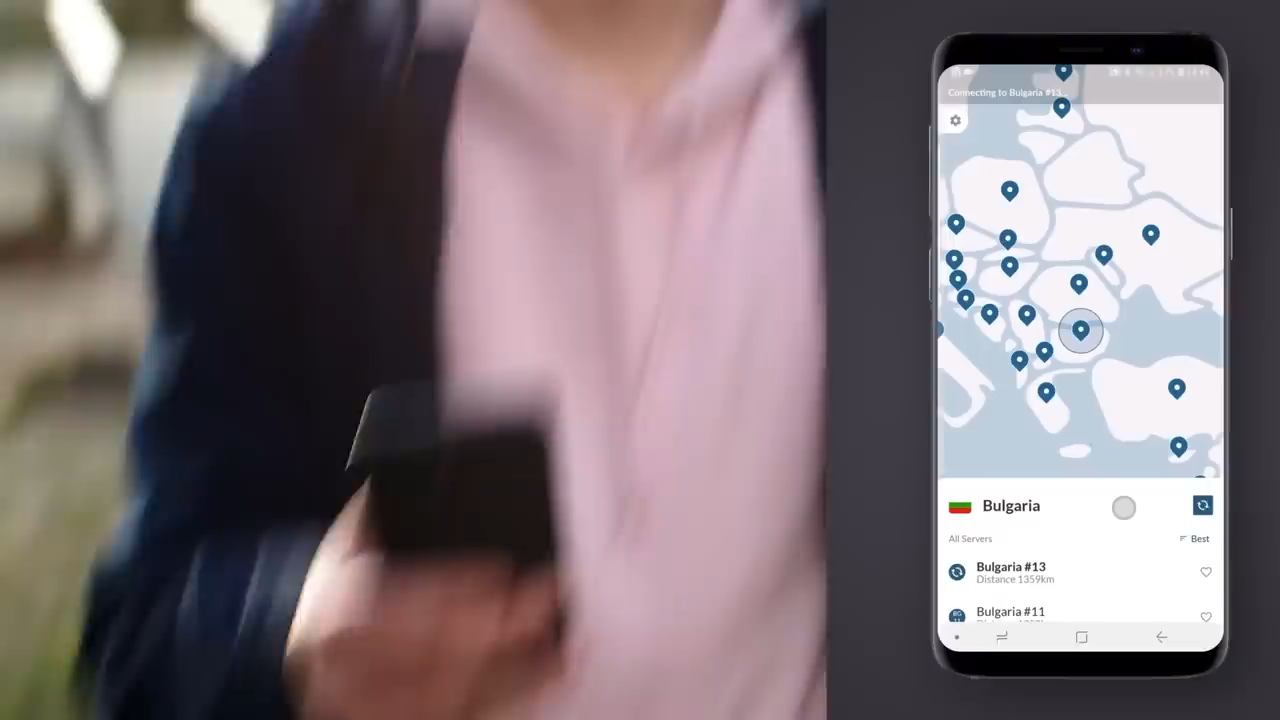 Connecting to Bulgaria #13...
Bulgaria
All Servers
Best
Bulgaria #13
Distance 1359km
Bulgaria #11